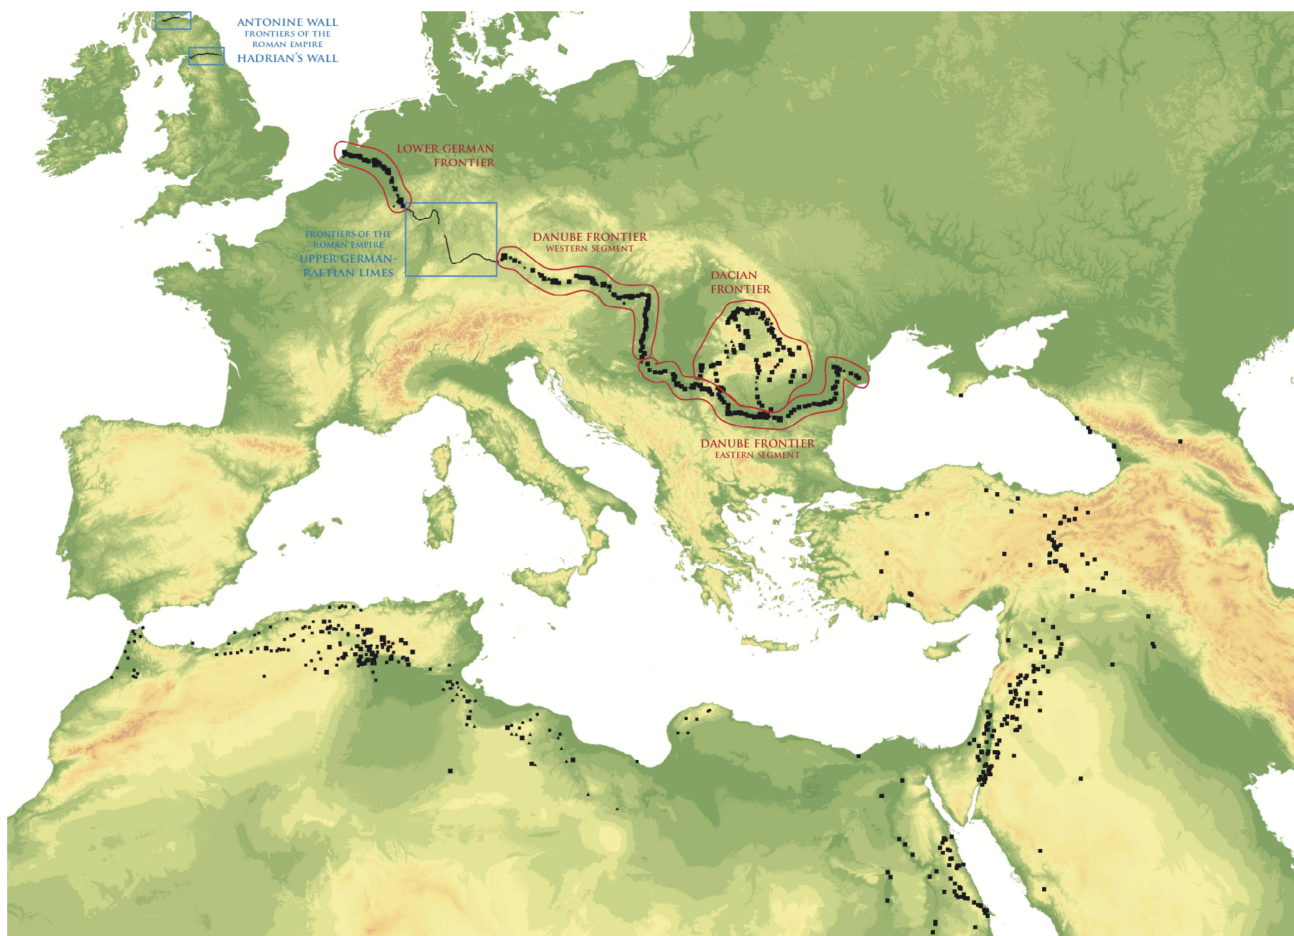 ANTONINE WALL
FRONTIERS OF THE
ROMAN EMPIRE
HADRIAN'S WALL
LOWER GERMAN
FRONTIER
FRONTIERS OF THE
ROMAN EMPIRE
UPPER GERMAN-
RAETIAN LIMES
DANUBE FRONTIER
WESTERN SEGMENT
DACIAN
FRONTIER
DANUBE FRONTIER
EASTERN SEGMENT